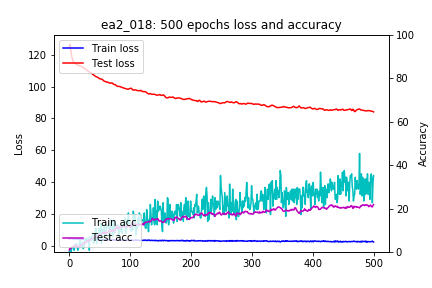 ea2_018: 500 epochs loss and accuracy
Train loss
Test loss
Train acc
Test acc
Loss
Accuracy
0
20
40
60
80
100
120
0
20
40
60
80
100
0
100
200
300
400
500